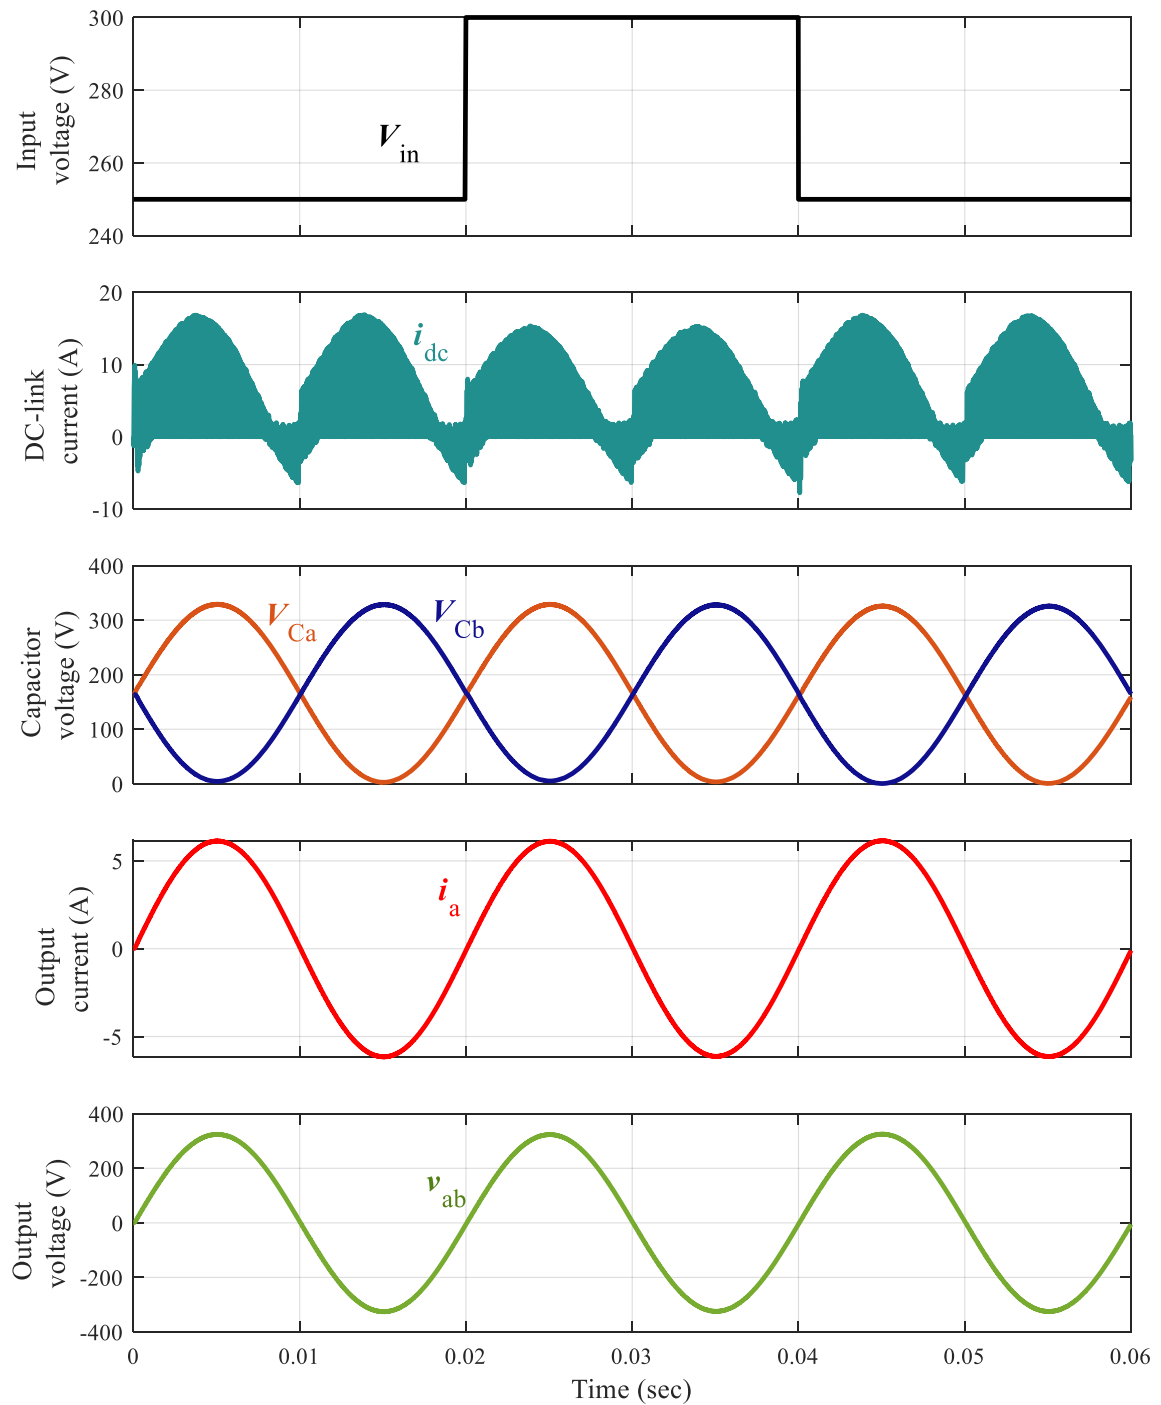 300
280
260
240
Input
voltage (V)
V in
20
10
0
-10
DC-link
current (A)
i dc
400
300
200
100
0
Capacitor
voltage (V)
V Ca
V Cb
5
0
-5
Output
current (A)
i a
400
200
0
-200
-400
Output
voltage (V)
v ab
0 0.01 0.02 0.03 0.04 0.05 0.06
Time (sec)